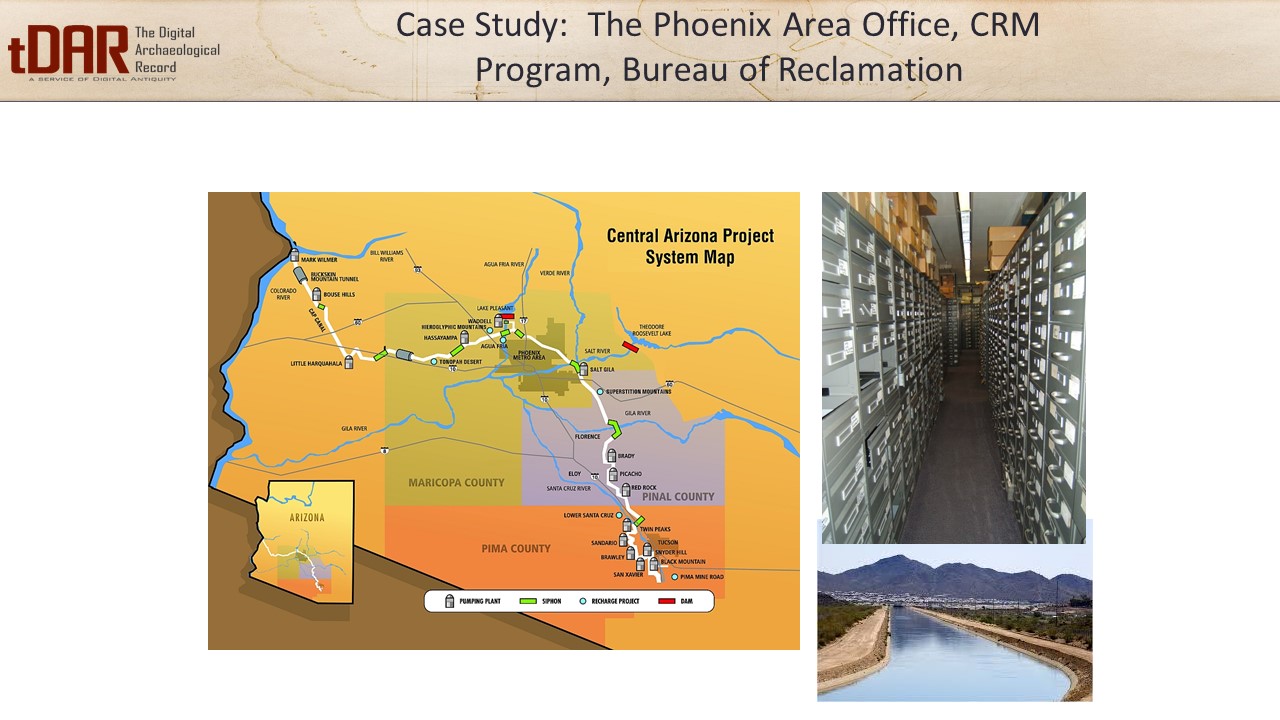 tDAR
The Digital
Archaeological
Record
A SERVICE OF DIGITAL ANTIQUITY
Case Study:  The Phoenix Area Office, CRM
Program, Bureau of Reclamation
Central Arizona Project
System Map
MARK WILMER
BUCKSKIN
MOUNTAIN TUNNEL
COLORADO
RIVER
BOUSE HILLS
CAP CANAL
LITTLE HARQUAHALA
BILL WILLIAMS
RIVER
93
60
AGUA FRIA RIVER
VERDE RIVER
LAKE PLEASANT
WADDELL
17
HIEROGLYPHIC MOUNTAINS
HASSAYAMPA
AGUA FRIA
TONOPAH DESERT
10
PHOENIX
METRO AREA
THEODORE
ROOSEVELT LAKE
SALT RIVER
SALT GILA
60
SUPERSTITION MOUNTAINS
10
GILA RIVER
GILA RIVER
FLORENCE
8
BRADY
ELOY
10
PICACHO
SANTA CRUZ RIVER
RED ROCK
MARICOPA COUNTY
PINAL COUNTY
LOWER SANTA CRUZ
TWIN PEAKS
SANDARIO
TUCSON
SNYDER HILL
BRAWLEY
BLACK MOUNTAIN
SAN XAVIER
PIMA MINE ROAD
PIMA COUNTY
ARIZONA
PUMPING PLANT
SIPHON
RECHARGE PROJECT
DAM